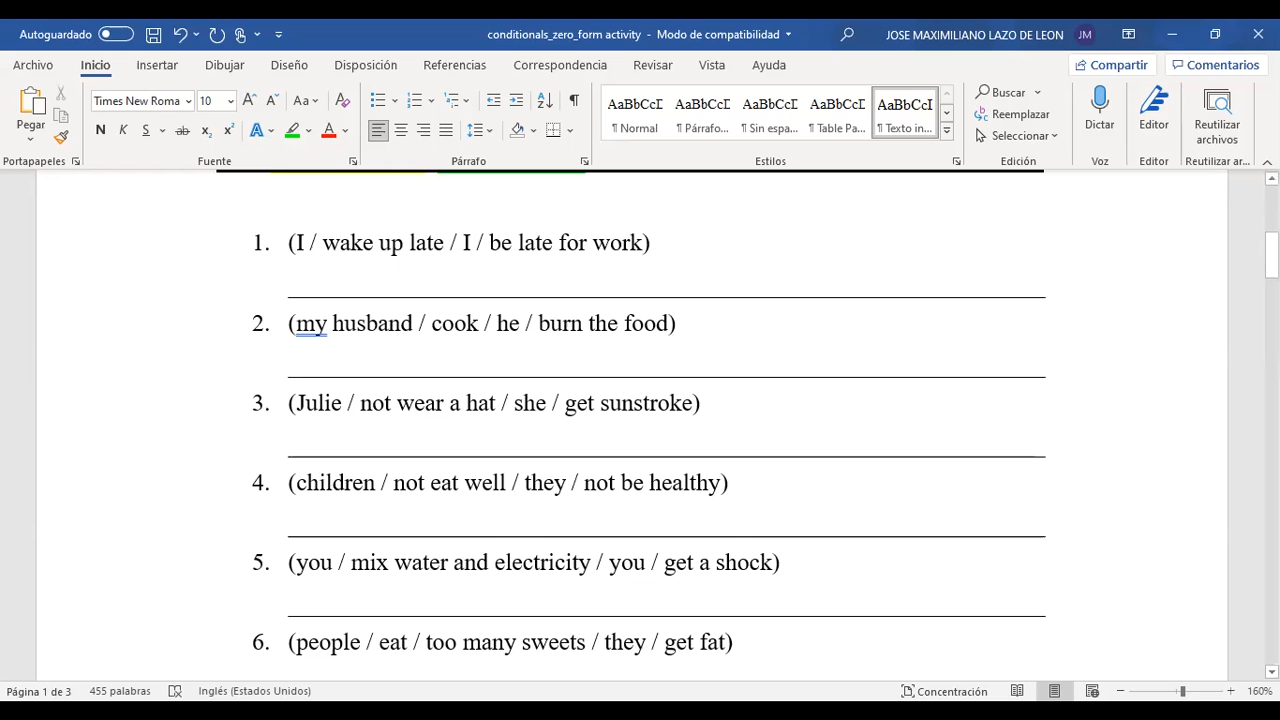 Autoguardado
conditionals_zero_form activity - Modo de compatibilidad
JOSE MAXIMILIANO LAZO DE LEON JM
Archivo Inicio Insertar Dibujar Diseño Disposición Referencias Correspondencia Revisar Vista Ayuda Compartir Comentarios
Pegar
Times New Roma 10
Aa
N K S ab x₂ x² A A
AaBbCcI AaBbCcI AaBbCcI AaBbCcI AaBbCcI
¶ Normal ¶ Párrafo... ¶ Sin espa... ¶ Table Pa... ¶ Texto in...
Buscar
Reemplazar
Seleccionar
Dictar
Editor
Reutilizar
archivos
Portapapeles Fuente Párrafo Estilos Edición Voz Editor Reutilizar ar...
1. (I / wake up late / I / be late for work)
2. (my husband / cook / he / burn the food)
3. (Julie / not wear a hat / she / get sunstroke)
4. (children / not eat well / they / not be healthy)
5. (you / mix water and electricity / you / get a shock)
6. (people / eat / too many sweets / they / get fat)
Página 1 de 3 455 palabras Inglés (Estados Unidos) Concentración 160%